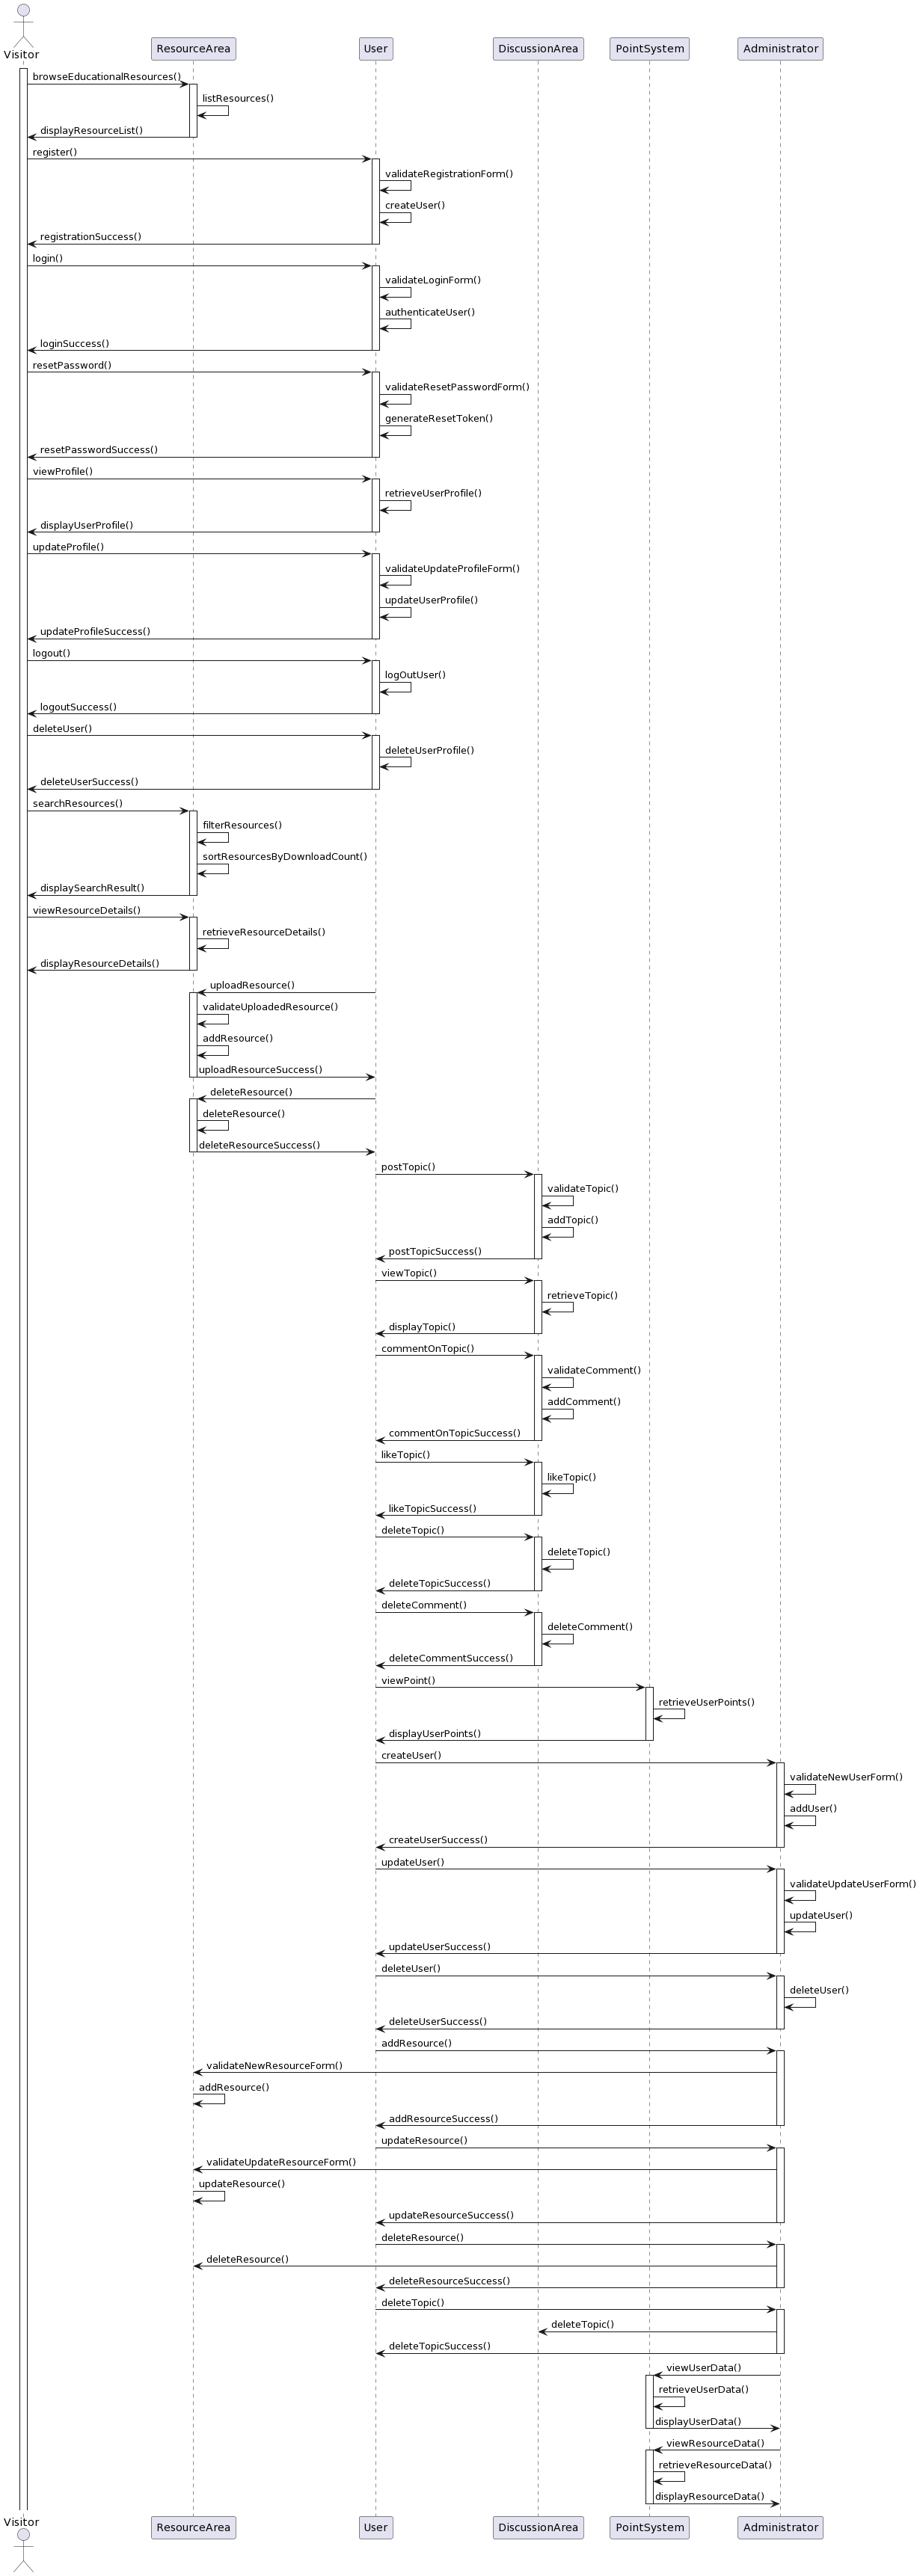 Visitor
ResourceArea
User
DiscussionArea
PointSystem
Administrator
browseEducationalResources()
listResources()
displayResourceList()
register()
validateRegistrationForm()
createUser()
registrationSuccess()
login()
validateLoginForm()
authenticateUser()
loginSuccess()
resetPassword()
validateResetPasswordForm()
generateResetToken()
resetPasswordSuccess()
viewProfile()
retrieveUserProfile()
displayUserProfile()
updateProfile()
validateUpdateProfileForm()
updateUserProfile()
updateProfileSuccess()
logout()
logOutUser()
logoutSuccess()
deleteUser()
deleteUserProfile()
deleteUserSuccess()
searchResources()
filterResources()
sortResourcesByDownloadCount()
displaySearchResult()
viewResourceDetails()
retrieveResourceDetails()
displayResourceDetails()
uploadResource()
validateUploadedResource()
addResource()
uploadResourceSuccess()
deleteResource()
deleteResource()
deleteResourceSuccess()
postTopic()
validateTopic()
addTopic()
postTopicSuccess()
viewTopic()
retrieveTopic()
displayTopic()
commentOnTopic()
validateComment()
addComment()
commentOnTopicSuccess()
likeTopic()
likeTopic()
likeTopicSuccess()
deleteTopic()
deleteTopic()
deleteTopicSuccess()
deleteComment()
deleteComment()
deleteCommentSuccess()
viewPoint()
retrieveUserPoints()
displayUserPoints()
createUser()
validateNewUserForm()
addUser()
createUserSuccess()
updateUser()
validateUpdateUserForm()
updateUser()
updateUserSuccess()
deleteUser()
deleteUser()
deleteUserSuccess()
addResource()
validateNewResourceForm()
addResource()
addResourceSuccess()
updateResource()
validateUpdateResourceForm()
updateResource()
updateResourceSuccess()
deleteResource()
deleteResource()
deleteResourceSuccess()
deleteTopic()
deleteTopic()
deleteTopicSuccess()
viewUserData()
retrieveUserData()
displayUserData()
viewResourceData()
retrieveResourceData()
displayResourceData()
Visitor
ResourceArea
User
DiscussionArea
PointSystem
Administrator